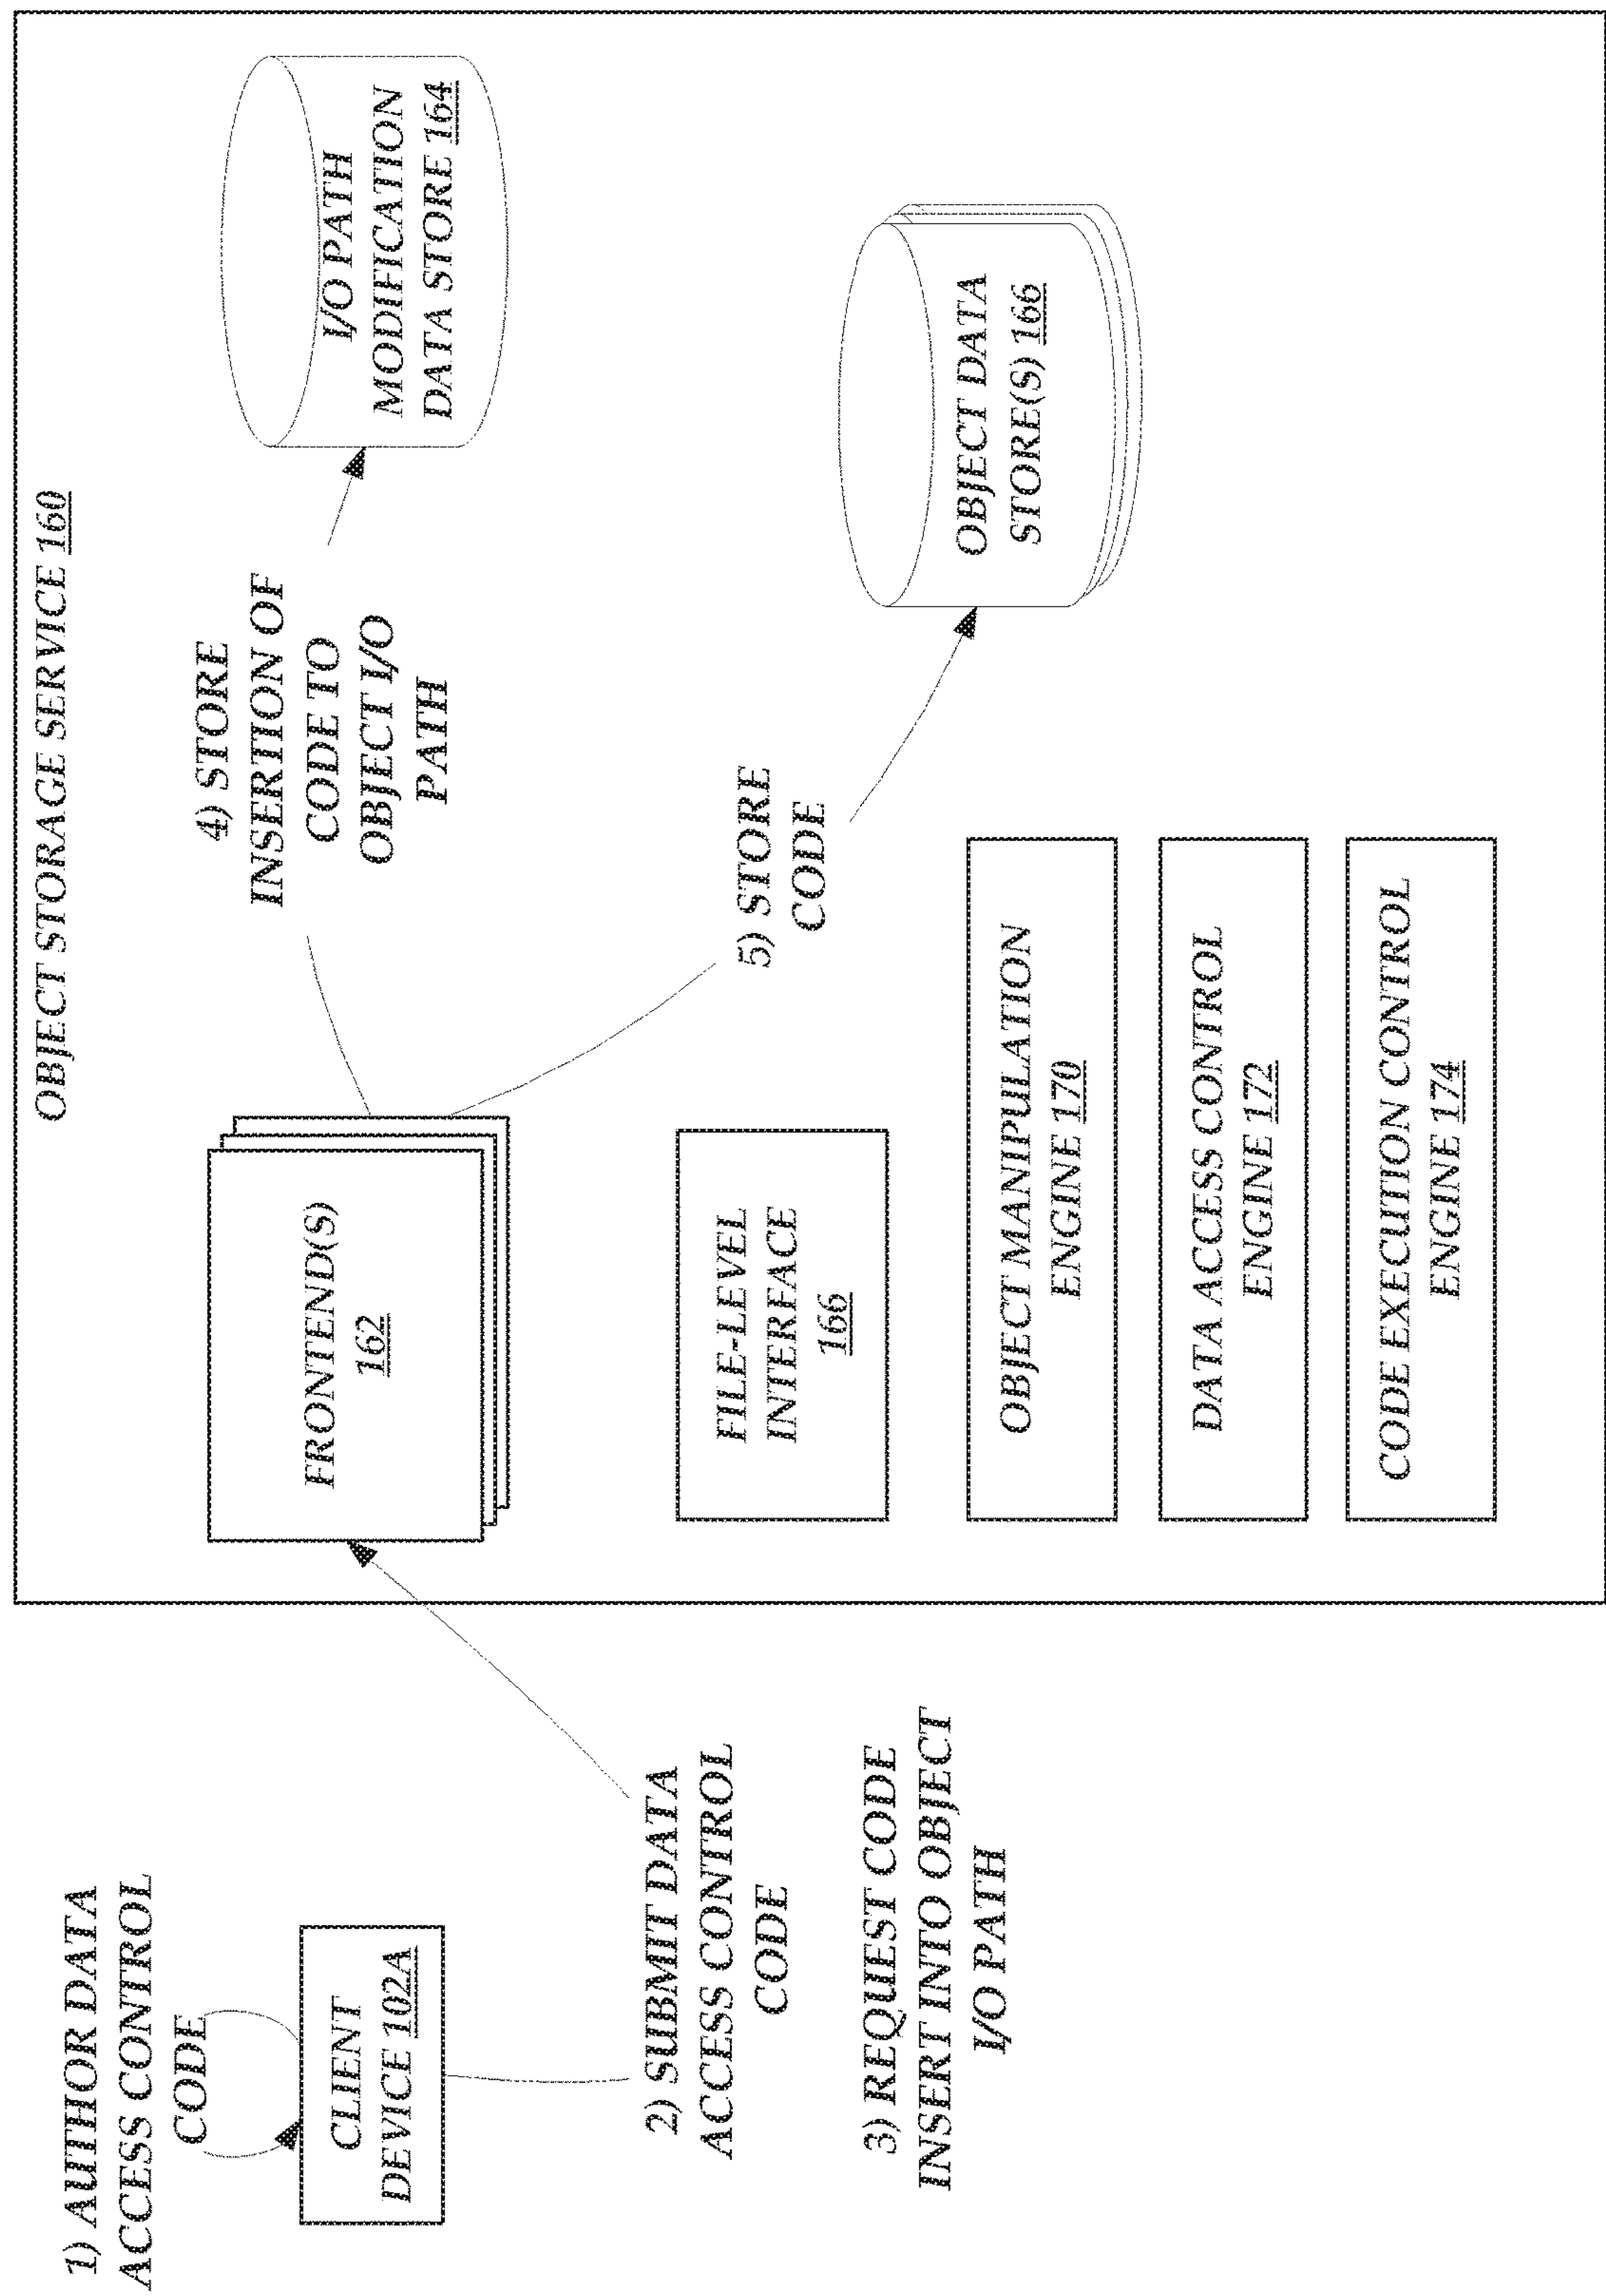 OBJECT STORAGE SERVICE 160
1) AUTHOR DATA
ACCESS CONTROL
CODE
CLIENT
DEVICE 102A
2) SUBMIT DATA
ACCESS CONTROL
CODE
3) REQUEST CODE
INSERT INTO OBJECT
I/O PATH
FRONTEND(S)
162
4) STORE
INSERTION OF
CODE TO
OBJECT I/O
PATH
I/O PATH
MODIFICATION
DATA STORE 164
FILE-LEVEL
INTERFACE
166
5) STORE
CODE
OBJECT DATA
STORE(S) 166
OBJECT MANIPULATION
ENGINE 170
DATA ACCESS CONTROL
ENGINE 172
CODE EXECUTION CONTROL
ENGINE 174